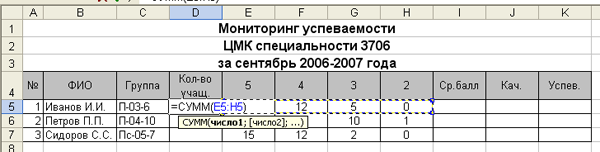 A B C D E F G H I J K
1 Мониторинг успеваемости
2 ЦМК специальности 3706
3 за сентябрь 2006-2007 года
4 № ФИО Группа Кол-во учащ. 5 4 3 2 Ср.балл Кач. Успев.
5 1 Иванов И.И. П-03-6 =СУММ(E5:H5) 12 5 0
6 2 Петров П.П. П-04-10 СУММ(число1; [число2]; ...) 10 1
7 3 Сидоров С.С. Пс-05-7 15 12 2 0